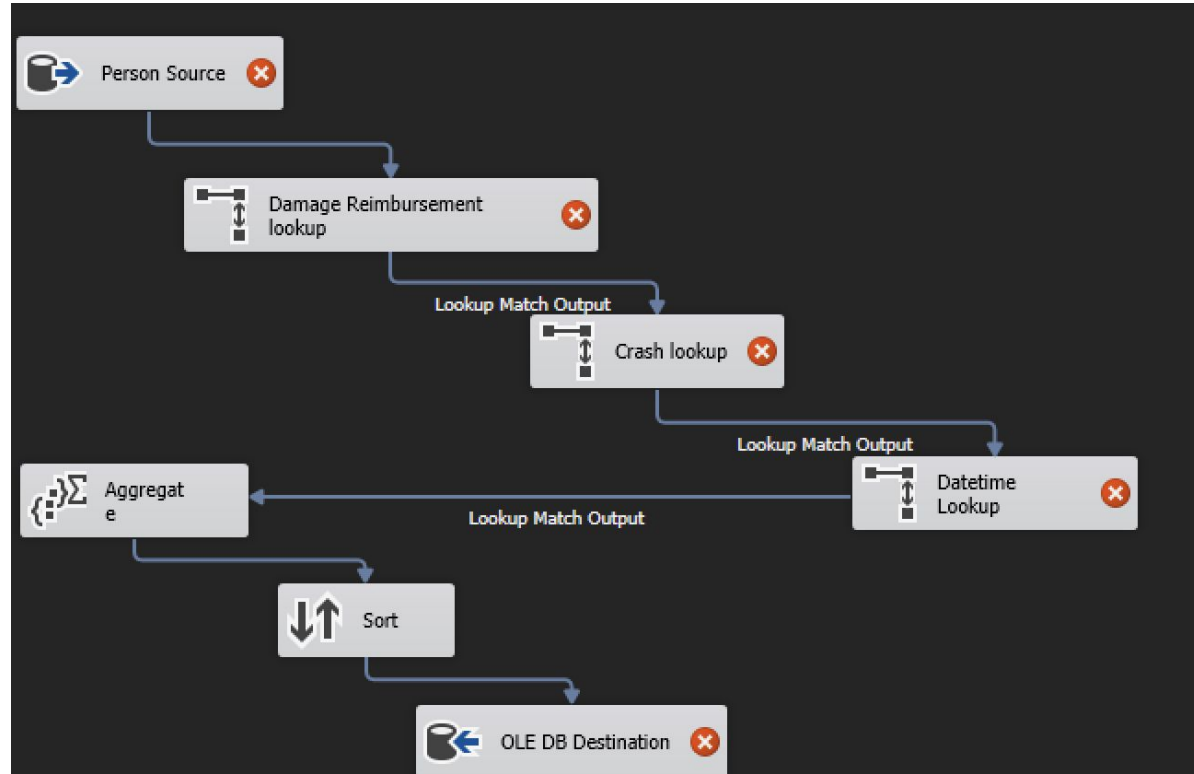 Person Source
Damage Reimbursement
lookup
Lookup Match Output
Crash lookup
Lookup Match Output
Datetime
Lookup
Aggregat
e
Lookup Match Output
Sort
OLE DB Destination